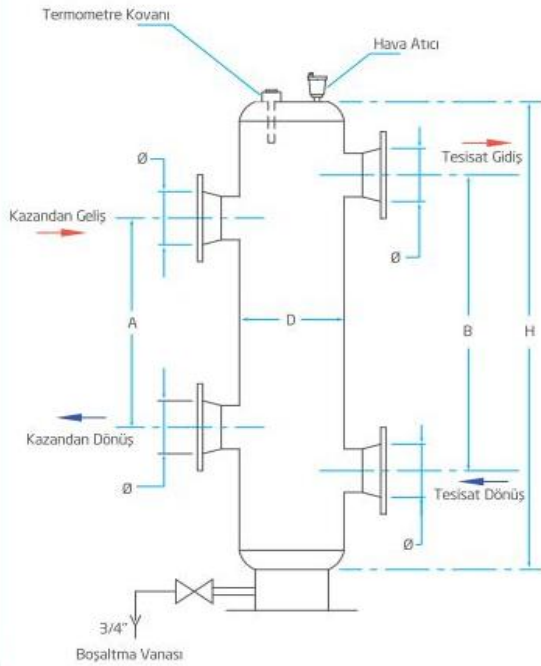 Termometre Kovanı
Hava Atıcı
Tesisat Gidiş
Ø
Kazandan Geliş
Ø
A
D
B
H
Kazandan Dönüş
Tesisat Dönüş
Ø
Ø
3/4"
Boşaltma Vanası